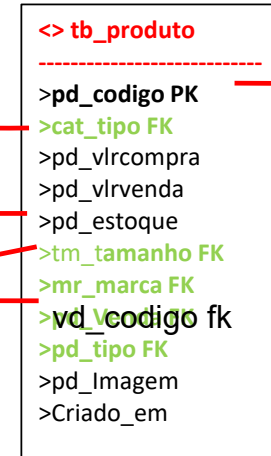 <> tb_produto
----------------------------
>pd_codigo PK
>cat_tipo FK
>pd_vlrcompra
>pd_vlrvenda
>pd_estoque
>tm_tamanho FK
>mr_marca FK
vd_codigo fk
>pd_tipo FK
>pd_Imagem
>Criado_em